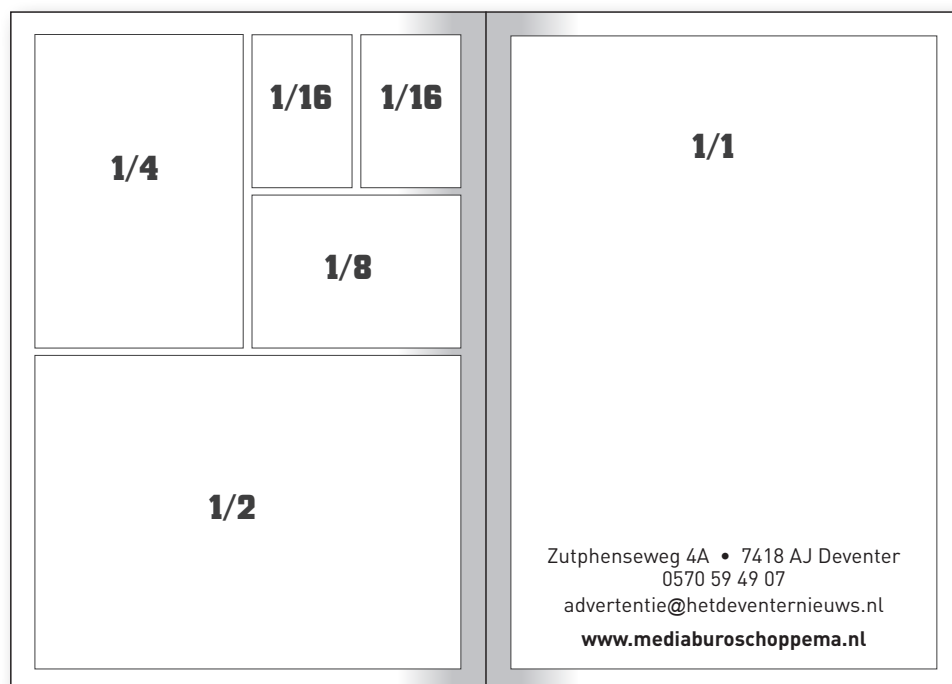 1/4
1/16
1/16
1/8
1/2
1/1
Zutphenseweg 4A • 7418 AJ Deventer
0570 59 49 07
advertentie@hetdeventernieuws.nl
www.mediaburoschoppema.nl